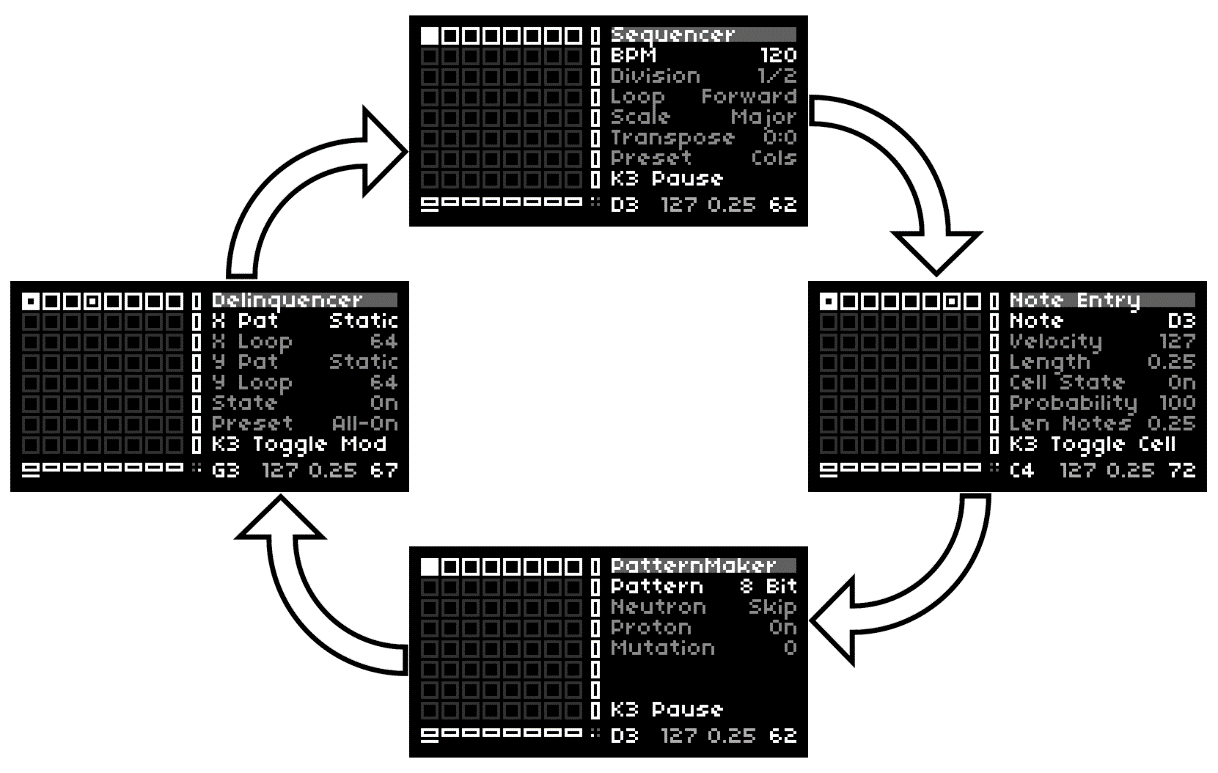 Sequencer
BPM 120
Division 1/2
Loop Forward
Scale Major
Transpose 0:0
Preset Cols
K3 Pause
D3 127 0.25 62
Delinquencer
X Pat Static
X Loop 64
Y Pat Static
Y Loop 64
State On
Preset All-On
K3 Toggle Mod
G3 127 0.25 67
Note Entry
Note D3
Velocity 127
Length 0.25
Cell State On
Probability 100
Len Notes 0.25
K3 Toggle Cell
C4 127 0.25 72
PatternMaker
Pattern 8 Bit
Neutron Skip
Proton On
Mutation 0
K3 Pause
D3 127 0.25 62